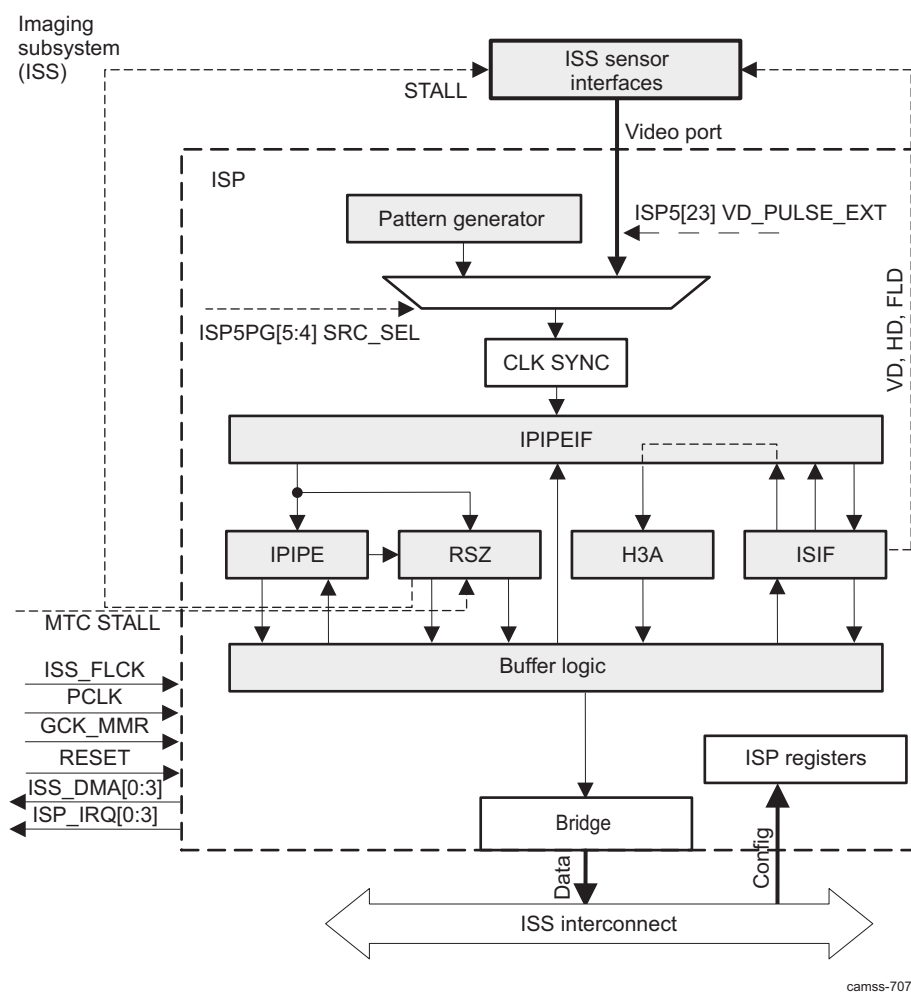 Imaging
subsystem
(ISS)
ISS sensor
interfaces
STALL
Video port
ISP
Pattern generator
ISP5[23] VD_PULSE_EXT
ISP5PG[5:4] SRC_SEL
VD, HD, FLD
CLK SYNC
IPIPEIF
IPIPE
RSZ
H3A
ISIF
MTC STALL
Buffer logic
ISS_FLCK
PCLK
GCK_MMR
RESET
ISS_DMA[0:3]
ISP_IRQ[0:3]
ISP registers
Bridge
Data
Config
ISS interconnect
camss-707